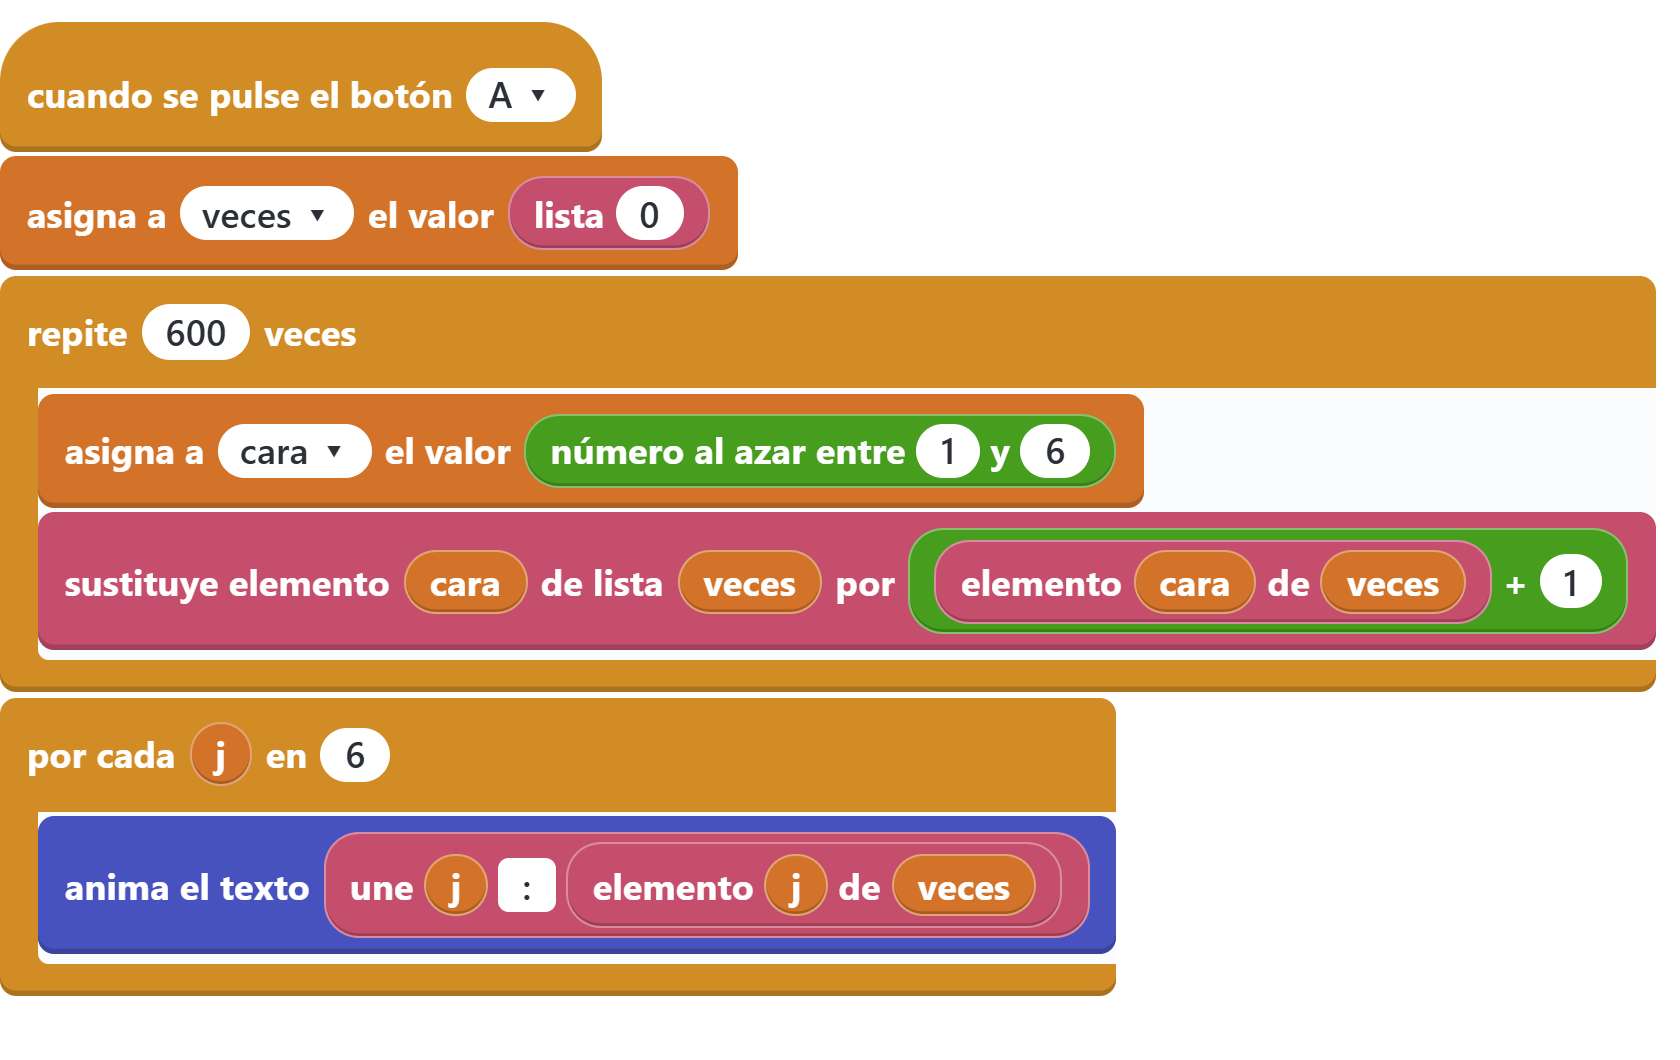 cuando se pulse el botón A
asigna a veces el valor lista 0
repite 600 veces
asigna a cara el valor número al azar entre 1 y 6
sustituye elemento cara de lista veces por elemento cara de veces + 1
por cada j en 6
anima el texto une j : elemento j de veces